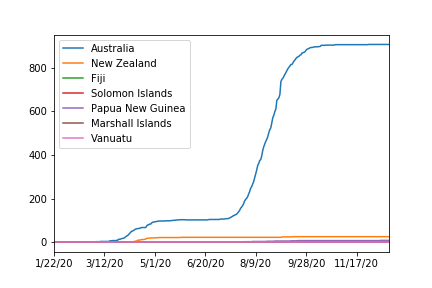 Australia
New Zealand
Fiji
Solomon Islands
Papua New Guinea
Marshall Islands
Vanuatu
800
600
400
200
0
1/22/20 3/12/20 5/1/20 6/20/20 8/9/20 9/28/20 11/17/20